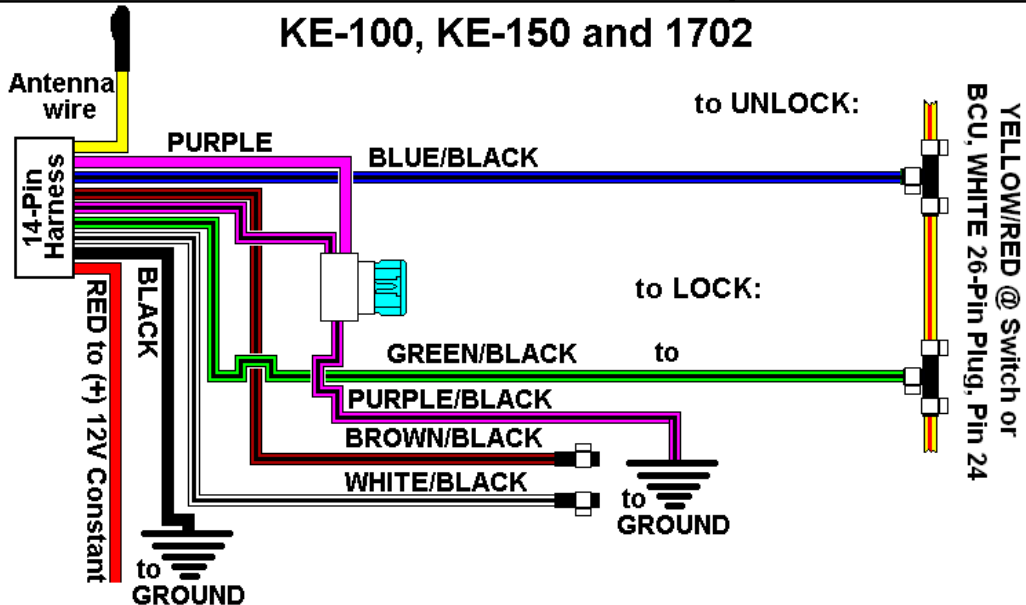 KE-100, KE-150 and 1702
Antenna
wire
to UNLOCK:
PURPLE
BLUE/BLACK
14-Pin
Harness
YELLOW/RED @ Switch or
BCU, WHITE 26-Pin Plug, Pin 24
to LOCK:
BLACK
RED to (+) 12V Constant
GREEN/BLACK
to
PURPLE/BLACK
BROWN/BLACK
WHITE/BLACK
to
GROUND
to
GROUND